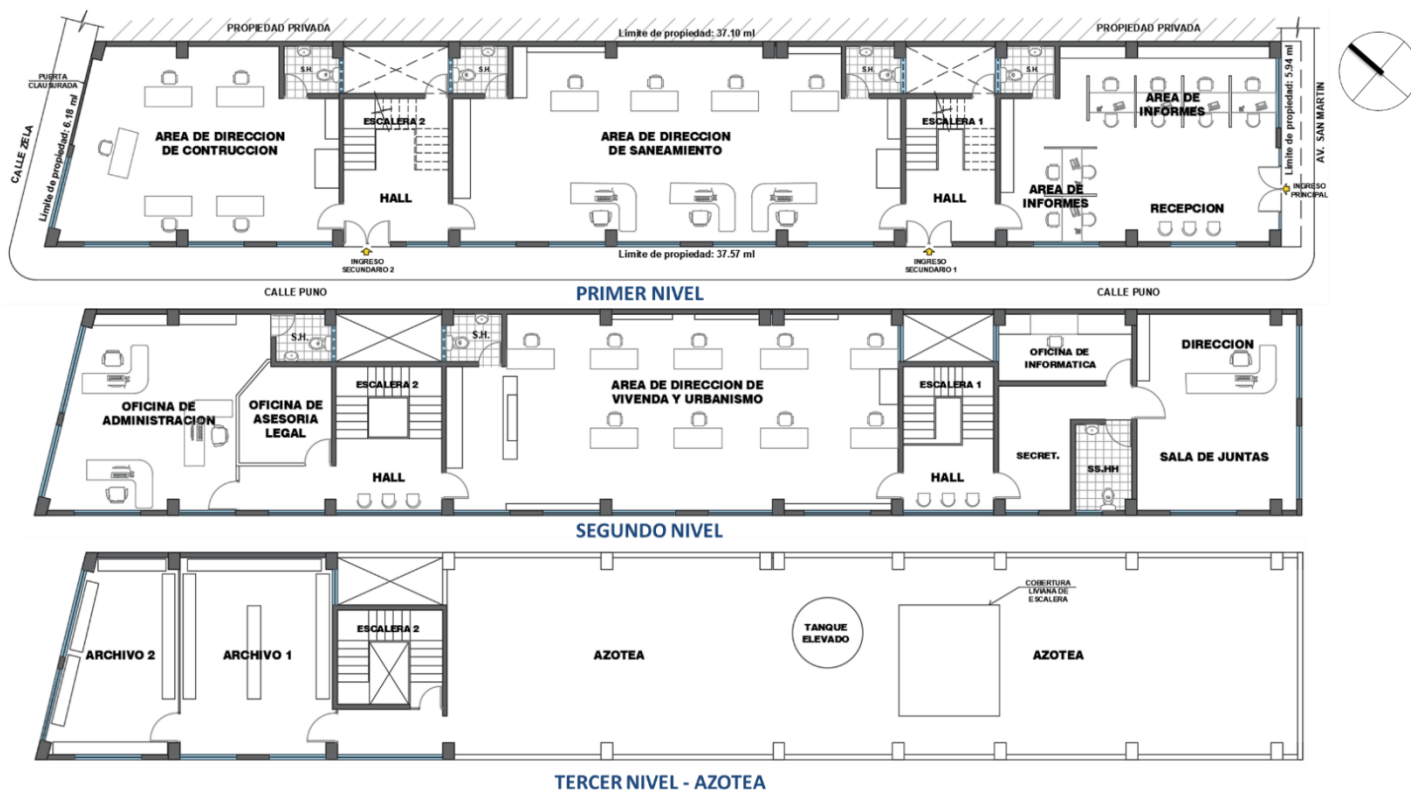 PROPIEDAD PRIVADA
Limite de propiedad: 37.10 ml
PROPIEDAD PRIVADA
PUERTA
CLAUSURADA
CALLE ZELA
Limite de propiedad: 6.18 ml
S.H.
S.H.
S.H.
S.H.
AREA DE DIRECCION
DE CONTRUCCION
ESCALERA 2
HALL
AREA DE DIRECCION
DE SANEAMIENTO
ESCALERA 1
HALL
AREA DE
INFORMES
AREA DE
INFORMES
RECEPCION
Limite de propiedad: 5.94 ml
AV. SAN MARTIN
INGRESO
PRINCIPAL
INGRESO
SECUNDARIO 2
Limite de propiedad: 37.57 ml
INGRESO
SECUNDARIO 1
CALLE PUNO
PRIMER NIVEL
CALLE PUNO
S.H.
S.H.
OFICINA DE
ADMINISTRACION
OFICINA DE
ASESORIA
LEGAL
ESCALERA 2
HALL
AREA DE DIRECCION DE
VIVENDA Y URBANISMO
ESCALERA 1
HALL
OFICINA DE
INFORMATICA
SECRET.
SS.HH
DIRECCION
SALA DE JUNTAS
SEGUNDO NIVEL
ARCHIVO 2
ARCHIVO 1
ESCALERA 2
AZOTEA
TANQUE
ELEVADO
COBERTURA
LIVIANA DE
ESCALERA
AZOTEA
TERCER NIVEL - AZOTEA